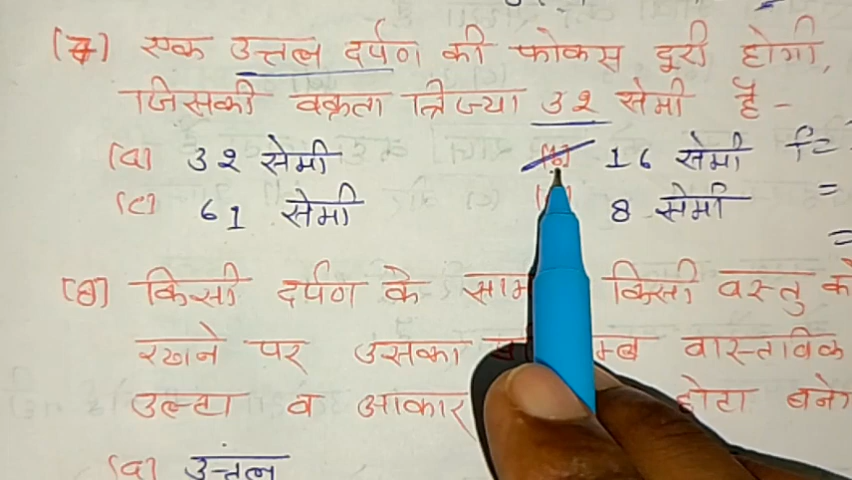 (7) एक उत्तल दर्पण की फोकस दूरी होगी,
जिसकी वक्रता त्रिज्या 32 सेमी है -
(a) 32 सेमी (b) 16 सेमी f=
(c) 61 सेमी 8 सेमी =
=
(8) किसी दर्पण के साम किसी वस्तु को
रखने पर उसका म्ब वास्तविक
उल्टा व आकार छोटा बने
(a) उत्तल